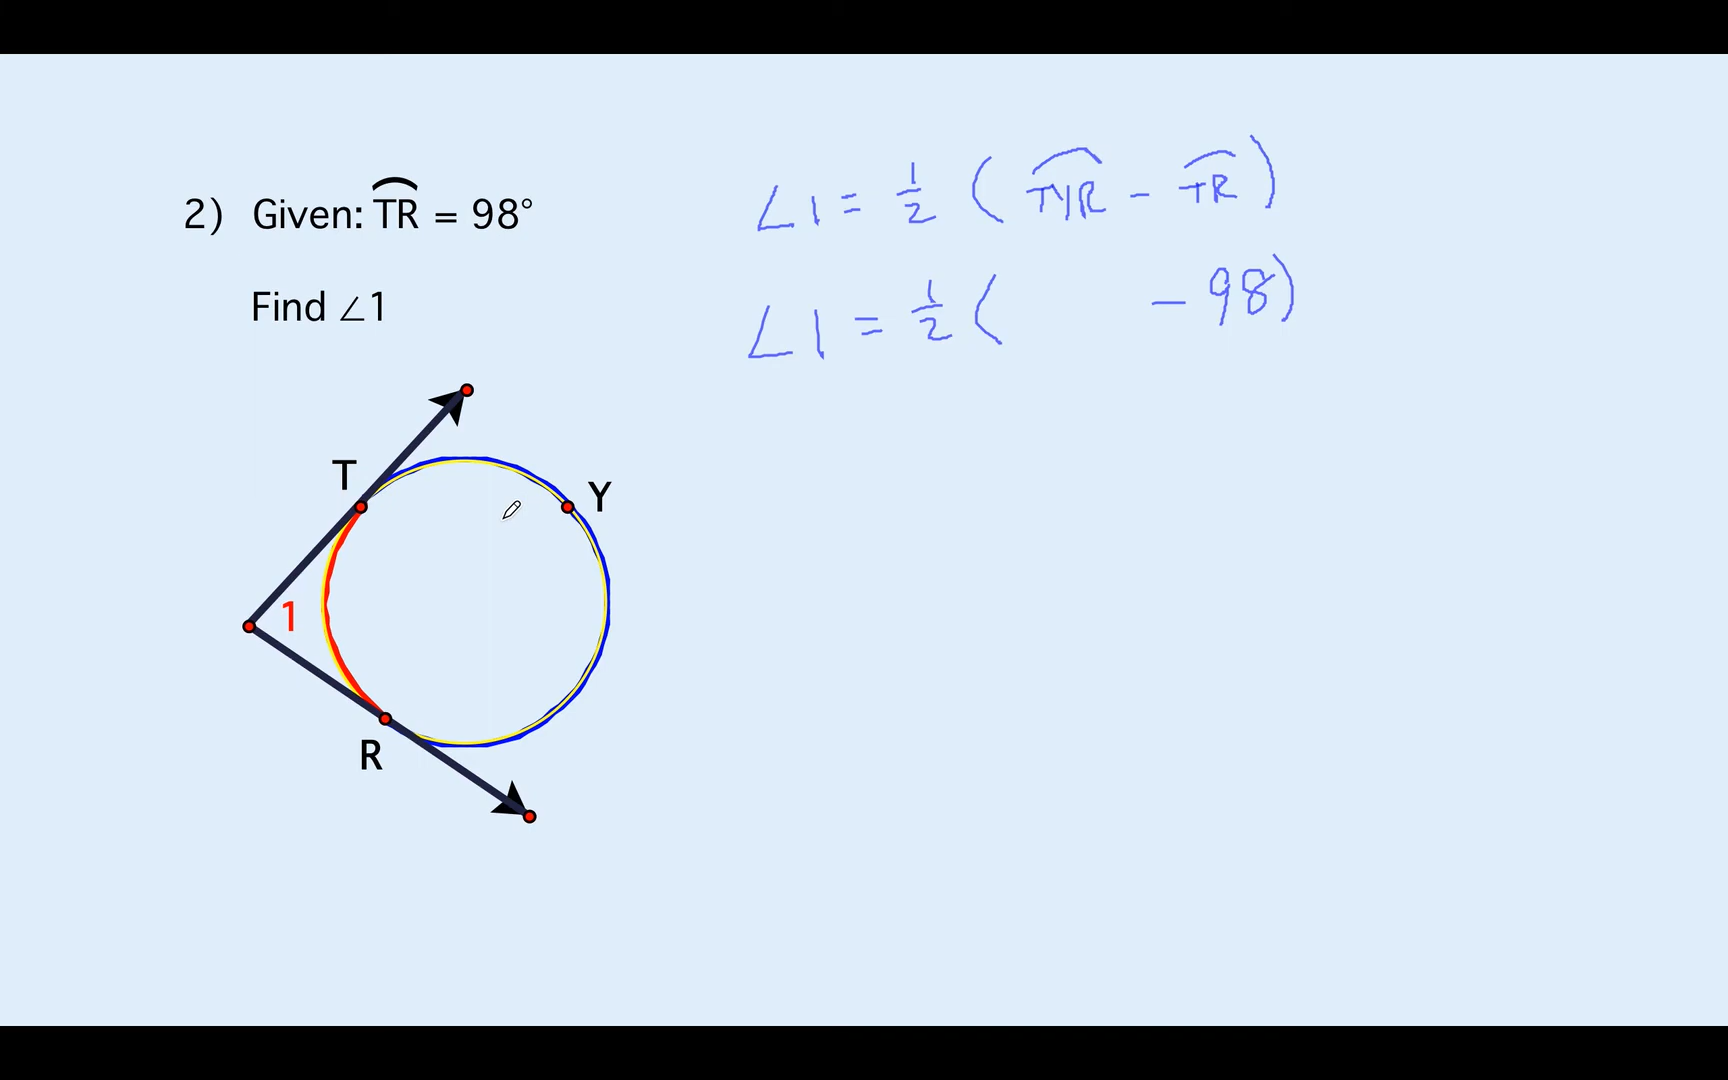 2) Given: TR = 98°
Find ∠1
∠1 = 1/2 ( TYR - TR )
∠1 = 1/2 (     - 98)
T
Y
1
R